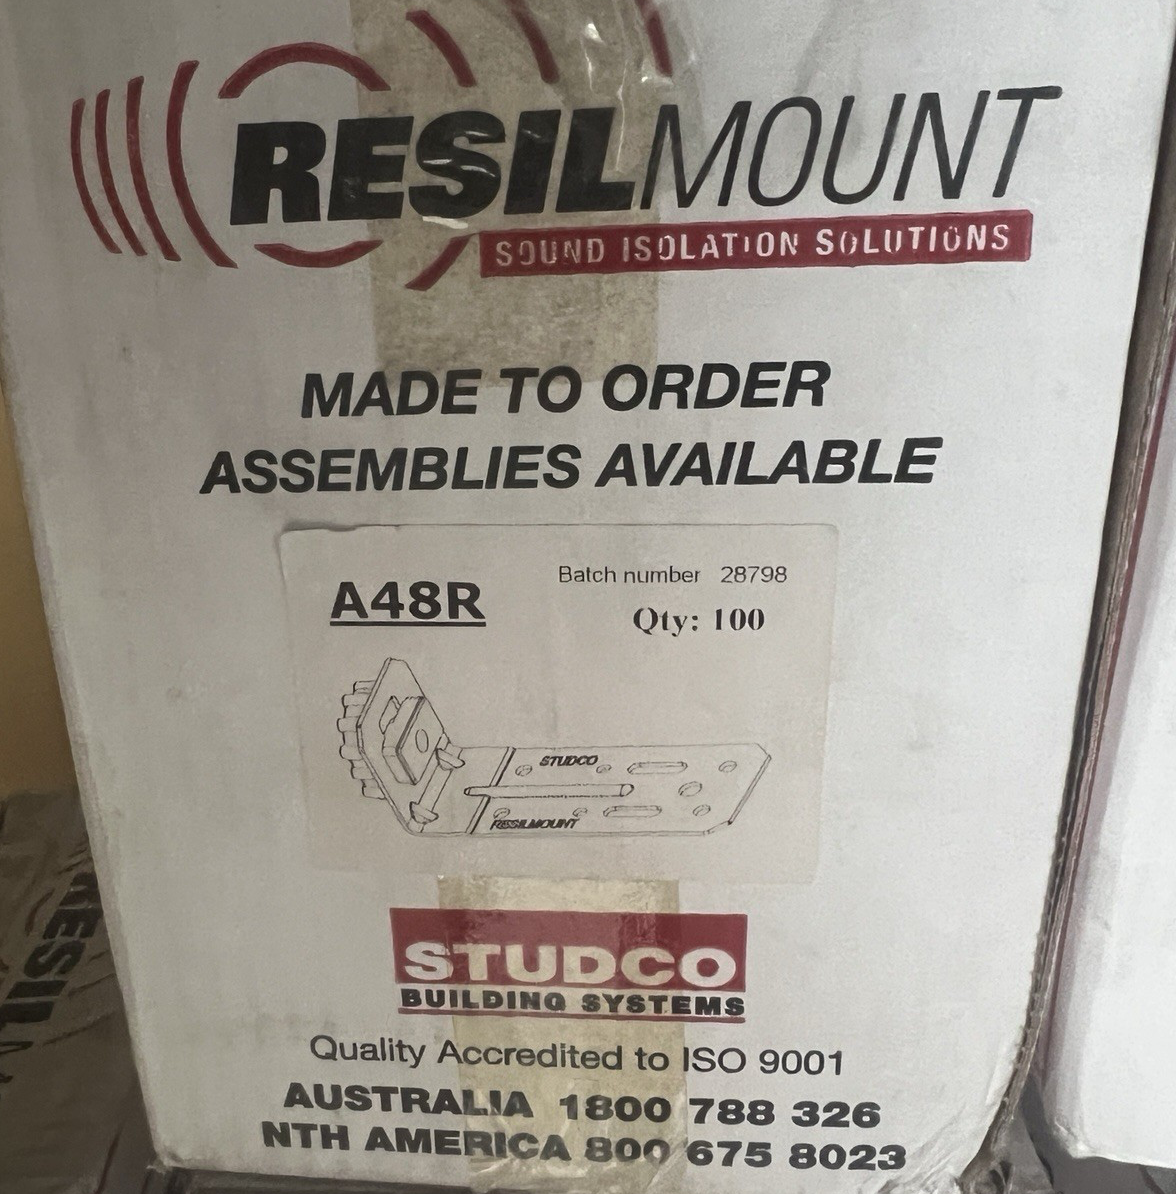 RESILMOUNT
SOUND ISOLATION SOLUTIONS
MADE TO ORDER
ASSEMBLIES AVAILABLE
A48R
Batch number 28798
Qty: 100
STUDCO
RESILMOUNT
STUDCO
BUILDING SYSTEMS
Quality Accredited to ISO 9001
AUSTRALIA 1800 788 326
NTH AMERICA 800 675 8023